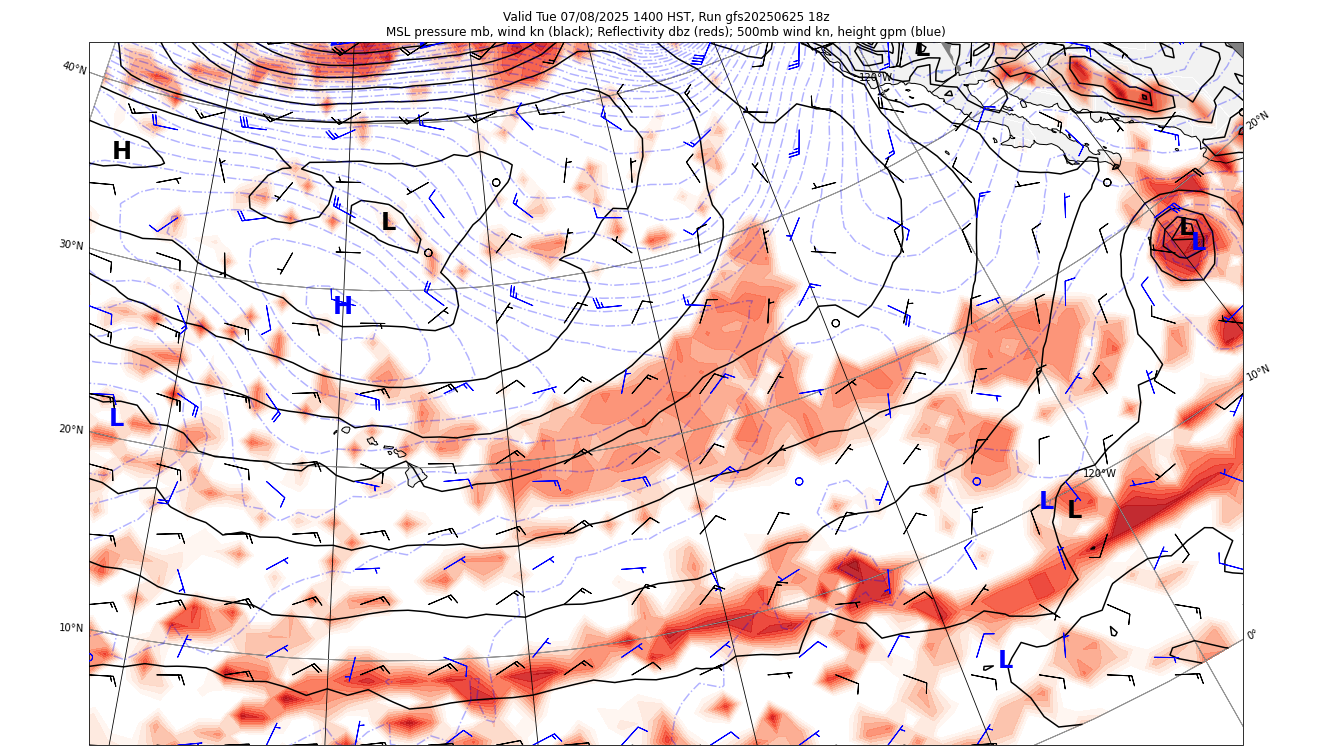 Valid Tue 07/08/2025 1400 HST, Run gfs20250625 18z
MSL pressure mb, wind kn (black); Reflectivity dbz (reds); 500mb wind kn, height gpm (blue)
L
120°W
40°N
20°N
H
L
L
L
30°N
H
10°N
L
20°N
120°W
L
L
10°N
0°
L